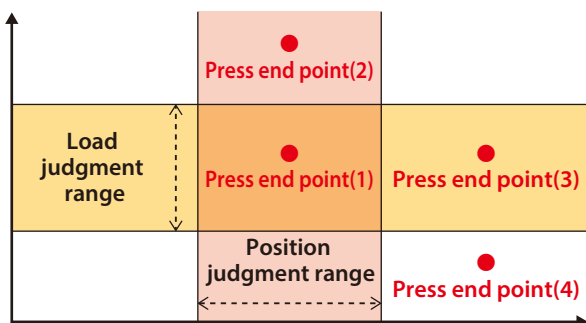 Press end point(2)
Load
judgment
range
Press end point(1)
Press end point(3)
Position
judgment range
Press end point(4)